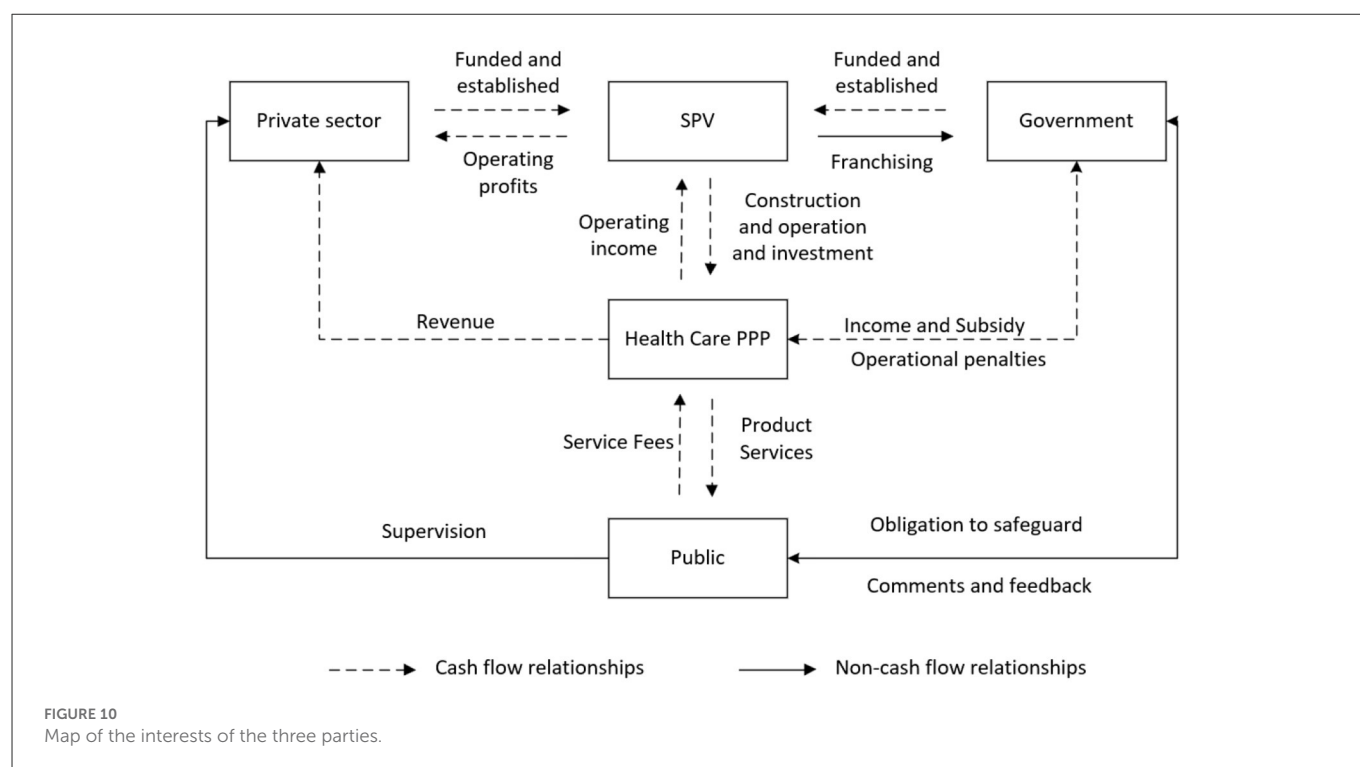 Funded and
established
Funded and
established
Private sector
SPV
Government
Operating
profits
Franchising
Operating
income
Construction
and operation
and investment
Revenue
Health Care PPP
Income and Subsidy
Operational penalties
Service Fees
Product
Services
Supervision
Public
Obligation to safeguard
Comments and feedback
Cash flow relationships
Non-cash flow relationships
FIGURE 10
Map of the interests of the three parties.